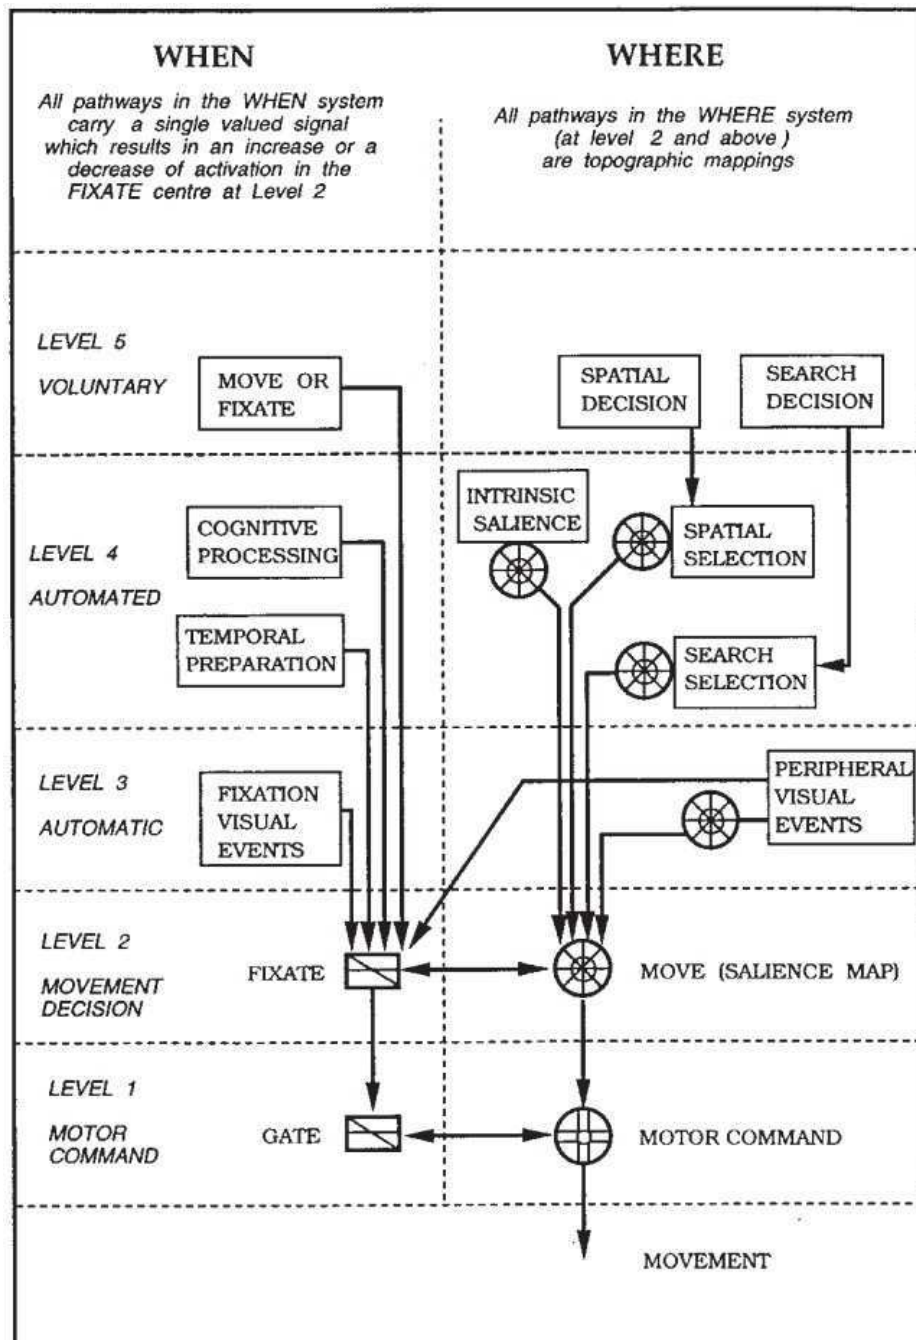 WHEN
All pathways in the WHEN system
carry a single valued signal
which results in an increase or a
decrease of activation in the
FIXATE centre at Level 2
WHERE
All pathways in the WHERE system
(at level 2 and above)
are topographic mappings
LEVEL 5
VOLUNTARY
MOVE OR
FIXATE
SPATIAL
DECISION
SEARCH
DECISION
LEVEL 4
AUTOMATED
COGNITIVE
PROCESSING
TEMPORAL
PREPARATION
INTRINSIC
SALIENCE
SPATIAL
SELECTION
SEARCH
SELECTION
LEVEL 3
AUTOMATIC
FIXATION
VISUAL
EVENTS
PERIPHERAL
VISUAL
EVENTS
LEVEL 2
MOVEMENT
DECISION
FIXATE
MOVE (SALIENCE MAP)
LEVEL 1
MOTOR
COMMAND
GATE
MOTOR COMMAND
MOVEMENT